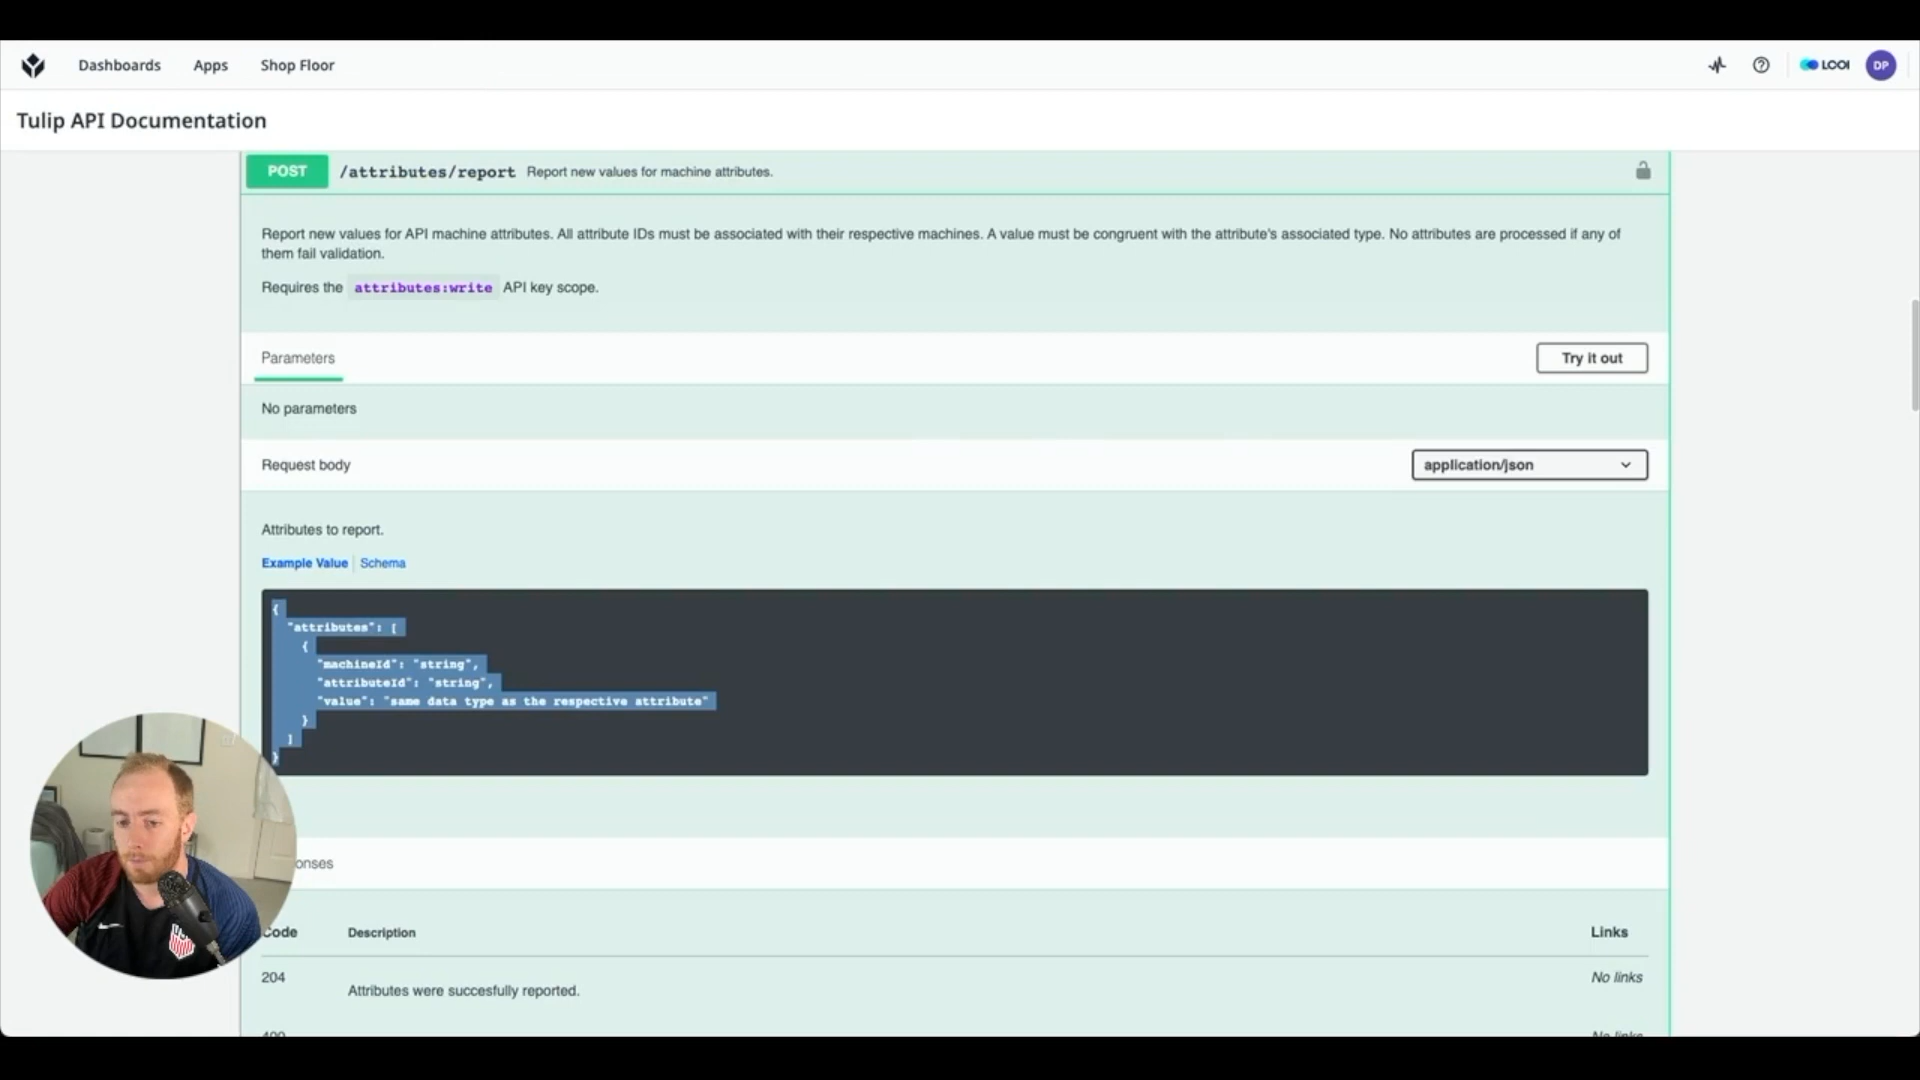 Dashboards Apps Shop Floor
LOOI DP
Tulip API Documentation
POST /attributes/report Report new values for machine attributes.
Report new values for API machine attributes. All attribute IDs must be associated with their respective machines. A value must be congruent with the attribute's associated type. No attributes are processed if any of
them fail validation.
Requires the attributes:write API key scope.
Parameters Try it out
No parameters
Request body application/json
Attributes to report.
Example Value Schema
{
"attributes": [
{
"machineId": "string",
"attributeId": "string",
"value": "same data type as the respective attribute"
}
]
}
onses
Code Description Links
204 No links
Attributes were succesfully reported.
400 No links